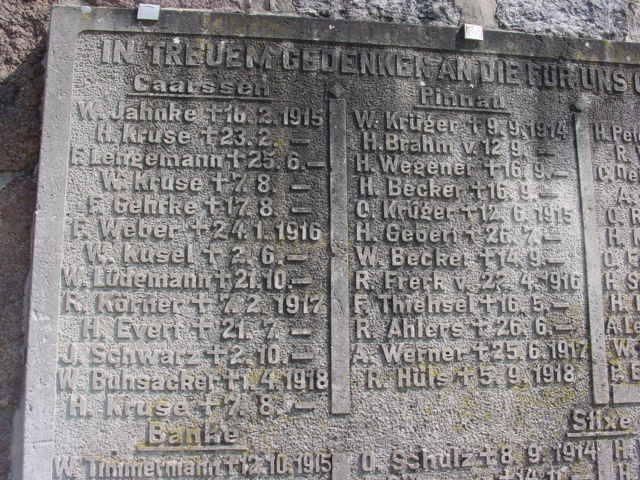 IN TREUEM GEDENKEN AN DIE FÜR UNS
Caarssen
W. Jahnke † 16. 2. 1915
H. Kruse † 23. 2. —
F. Lengemann † 25. 6. —
W. Kruse † 7. 8. —
F. Gehrke † 17. 8. —
F. Weber † 24. 1. 1916
W. Kusel † 2. 6. —
W. Lüdemann † 21. 10. —
R. Körner † 7. 2. 1917
H. Evert † 21. 7. —
J. Schwarz † 2. 10. —
W. Buhsacker † 1. 4. 1918
H. Kruse † 7. 8. —
Banke
W. Timmermann † 12. 10. 1915
Pinnau
W. Krüger † 9. 9. 1914
H. Brahm v. 12. 9. —
H. Wegener † 16. 9. —
H. Becker † 16. 9. —
O. Krüger † 12. 6. 1915
H. Gebert † 26. 7. —
W. Becker † 14. 9. —
R. Frerk v. 22. 4. 1916
F. Thiehsel † 16. 5. —
R. Ahlers † 26. 6. —
A. Werner † 25. 6. 1917
R. Hüls † 5. 9. 1918
O. Schulz † 8. 9. 1914